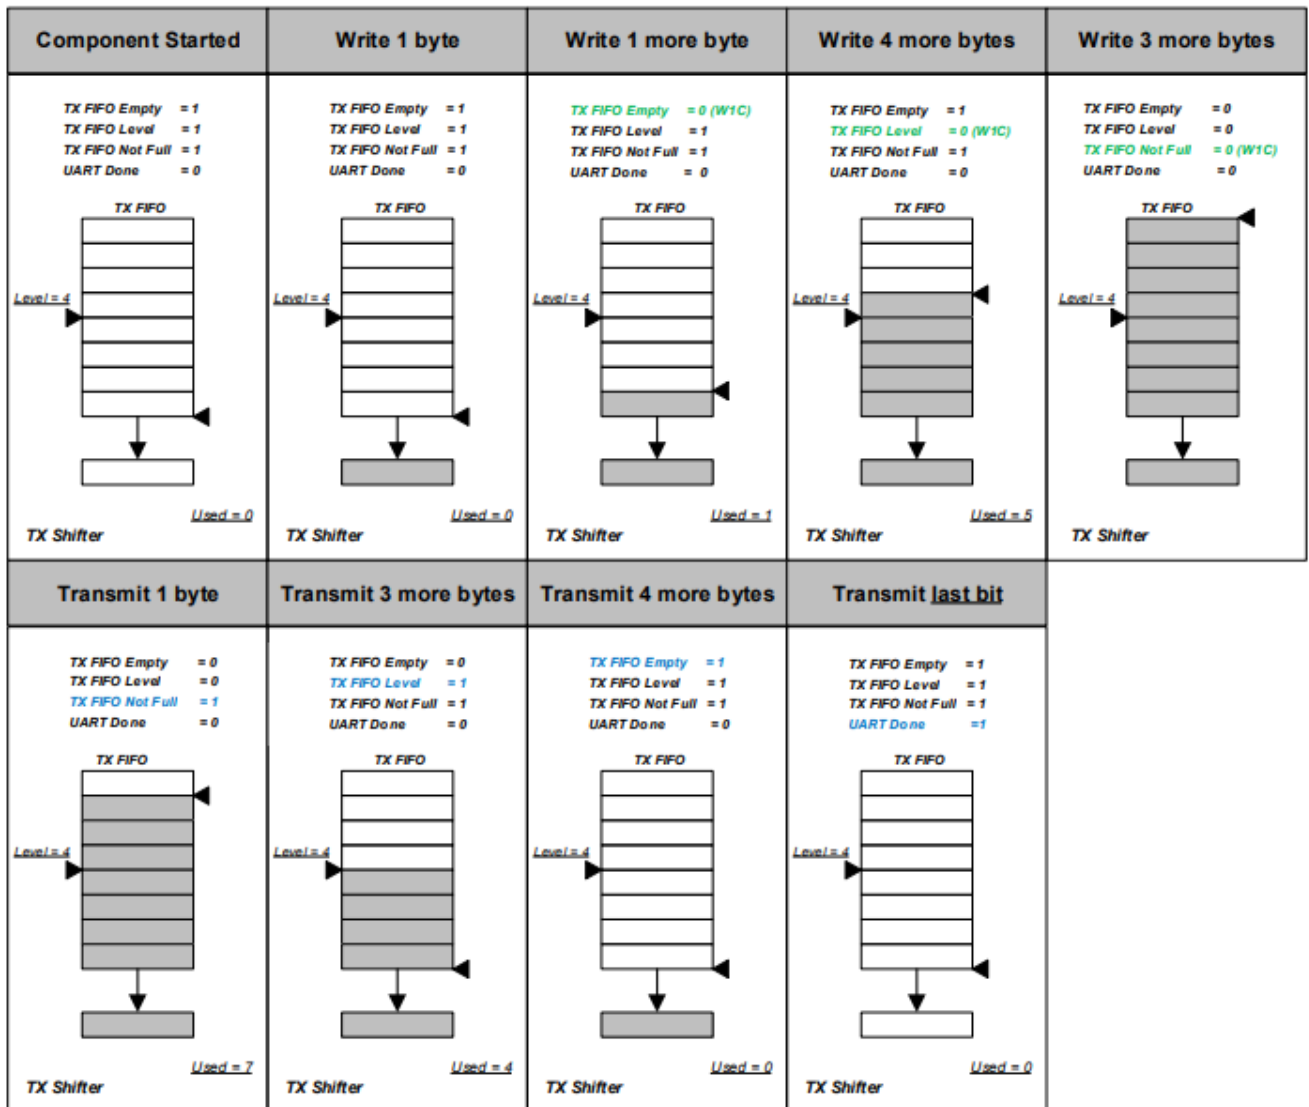 Component Started
TX FIFO Empty = 1
TX FIFO Level = 1
TX FIFO Not Full = 1
UART Done = 0
TX FIFO
Level = 4
Used = 0
TX Shifter
Write 1 byte
TX FIFO Empty = 1
TX FIFO Level = 1
TX FIFO Not Full = 1
UART Done = 0
TX FIFO
Level = 4
Used = 0
TX Shifter
Write 1 more byte
TX FIFO Empty = 0 (W1C)
TX FIFO Level = 1
TX FIFO Not Full = 1
UART Done = 0
TX FIFO
Level = 4
Used = 1
TX Shifter
Write 4 more bytes
TX FIFO Empty = 1
TX FIFO Level = 0 (W1C)
TX FIFO Not Full = 1
UART Done = 0
TX FIFO
Level = 4
Used = 5
TX Shifter
Write 3 more bytes
TX FIFO Empty = 0
TX FIFO Level = 0
TX FIFO Not Full = 0 (W1C)
UART Done = 0
TX FIFO
Level = 4
TX Shifter
Transmit 1 byte
TX FIFO Empty = 0
TX FIFO Level = 0
TX FIFO Not Full = 1
UART Done = 0
TX FIFO
Level = 4
Used = 7
TX Shifter
Transmit 3 more bytes
TX FIFO Empty = 0
TX FIFO Level = 1
TX FIFO Not Full = 1
UART Done = 0
TX FIFO
Level = 4
Used = 4
TX Shifter
Transmit 4 more bytes
TX FIFO Empty = 1
TX FIFO Level = 1
TX FIFO Not Full = 1
UART Done = 0
TX FIFO
Level = 4
Used = 0
TX Shifter
Transmit last bit
TX FIFO Empty = 1
TX FIFO Level = 1
TX FIFO Not Full = 1
UART Done =1
TX FIFO
Level = 4
Used = 0
TX Shifter